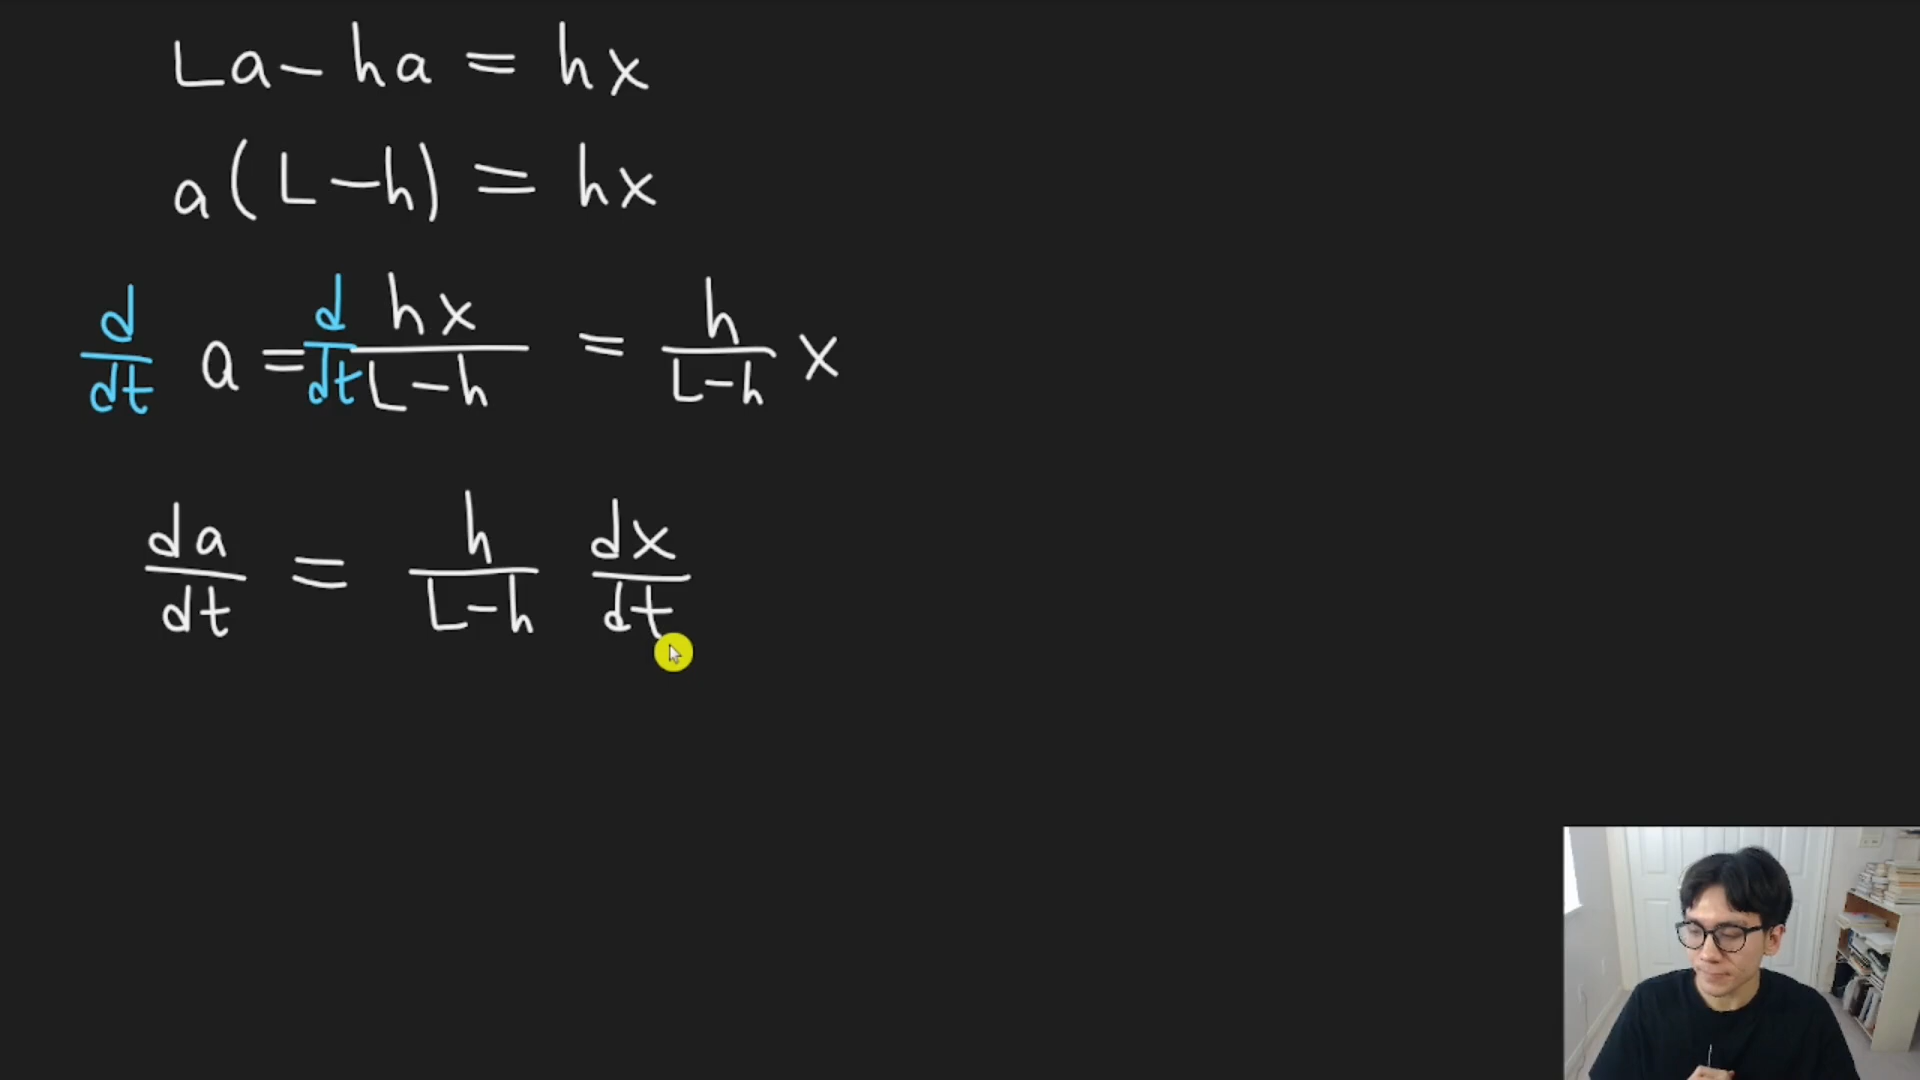 La - ha = hx
a(L-h) = hx
d/dt a = d/dt hx/(L-h) = h/(L-h) x
da/dt = h/(L-h) dx/dt